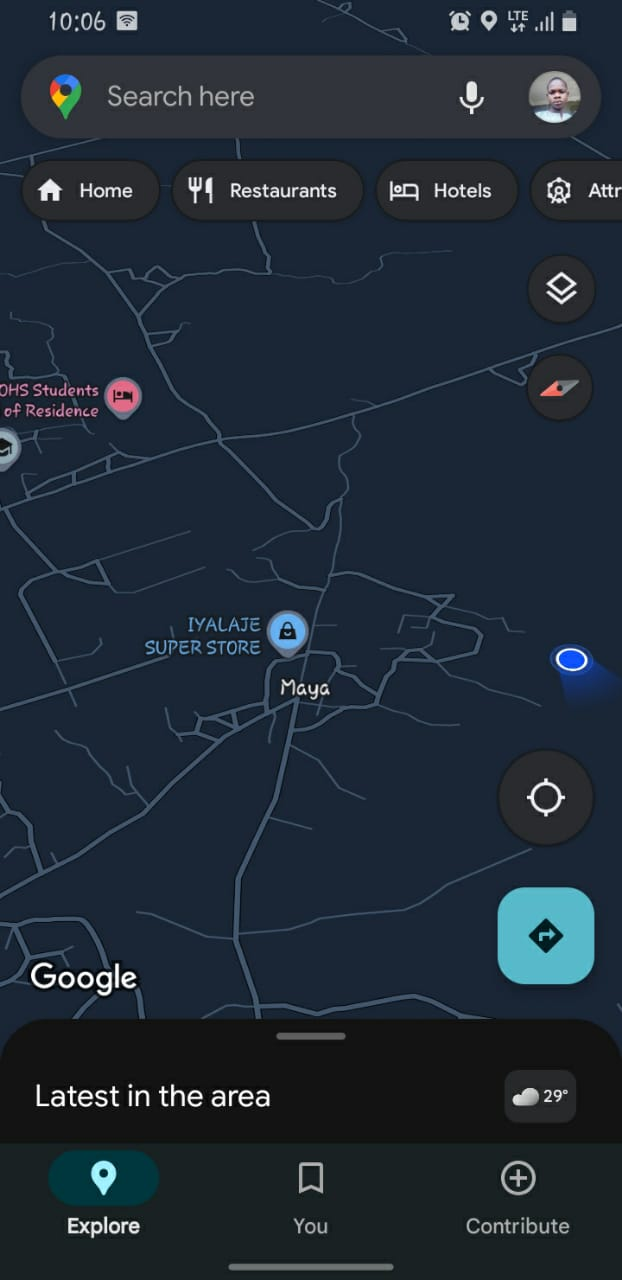 10:06
LTE
Search here
Home
Restaurants
Hotels
Attr
OHS Students
of Residence
IYALAJE
SUPER STORE
Maya
Google
Latest in the area
29°
Explore
You
Contribute